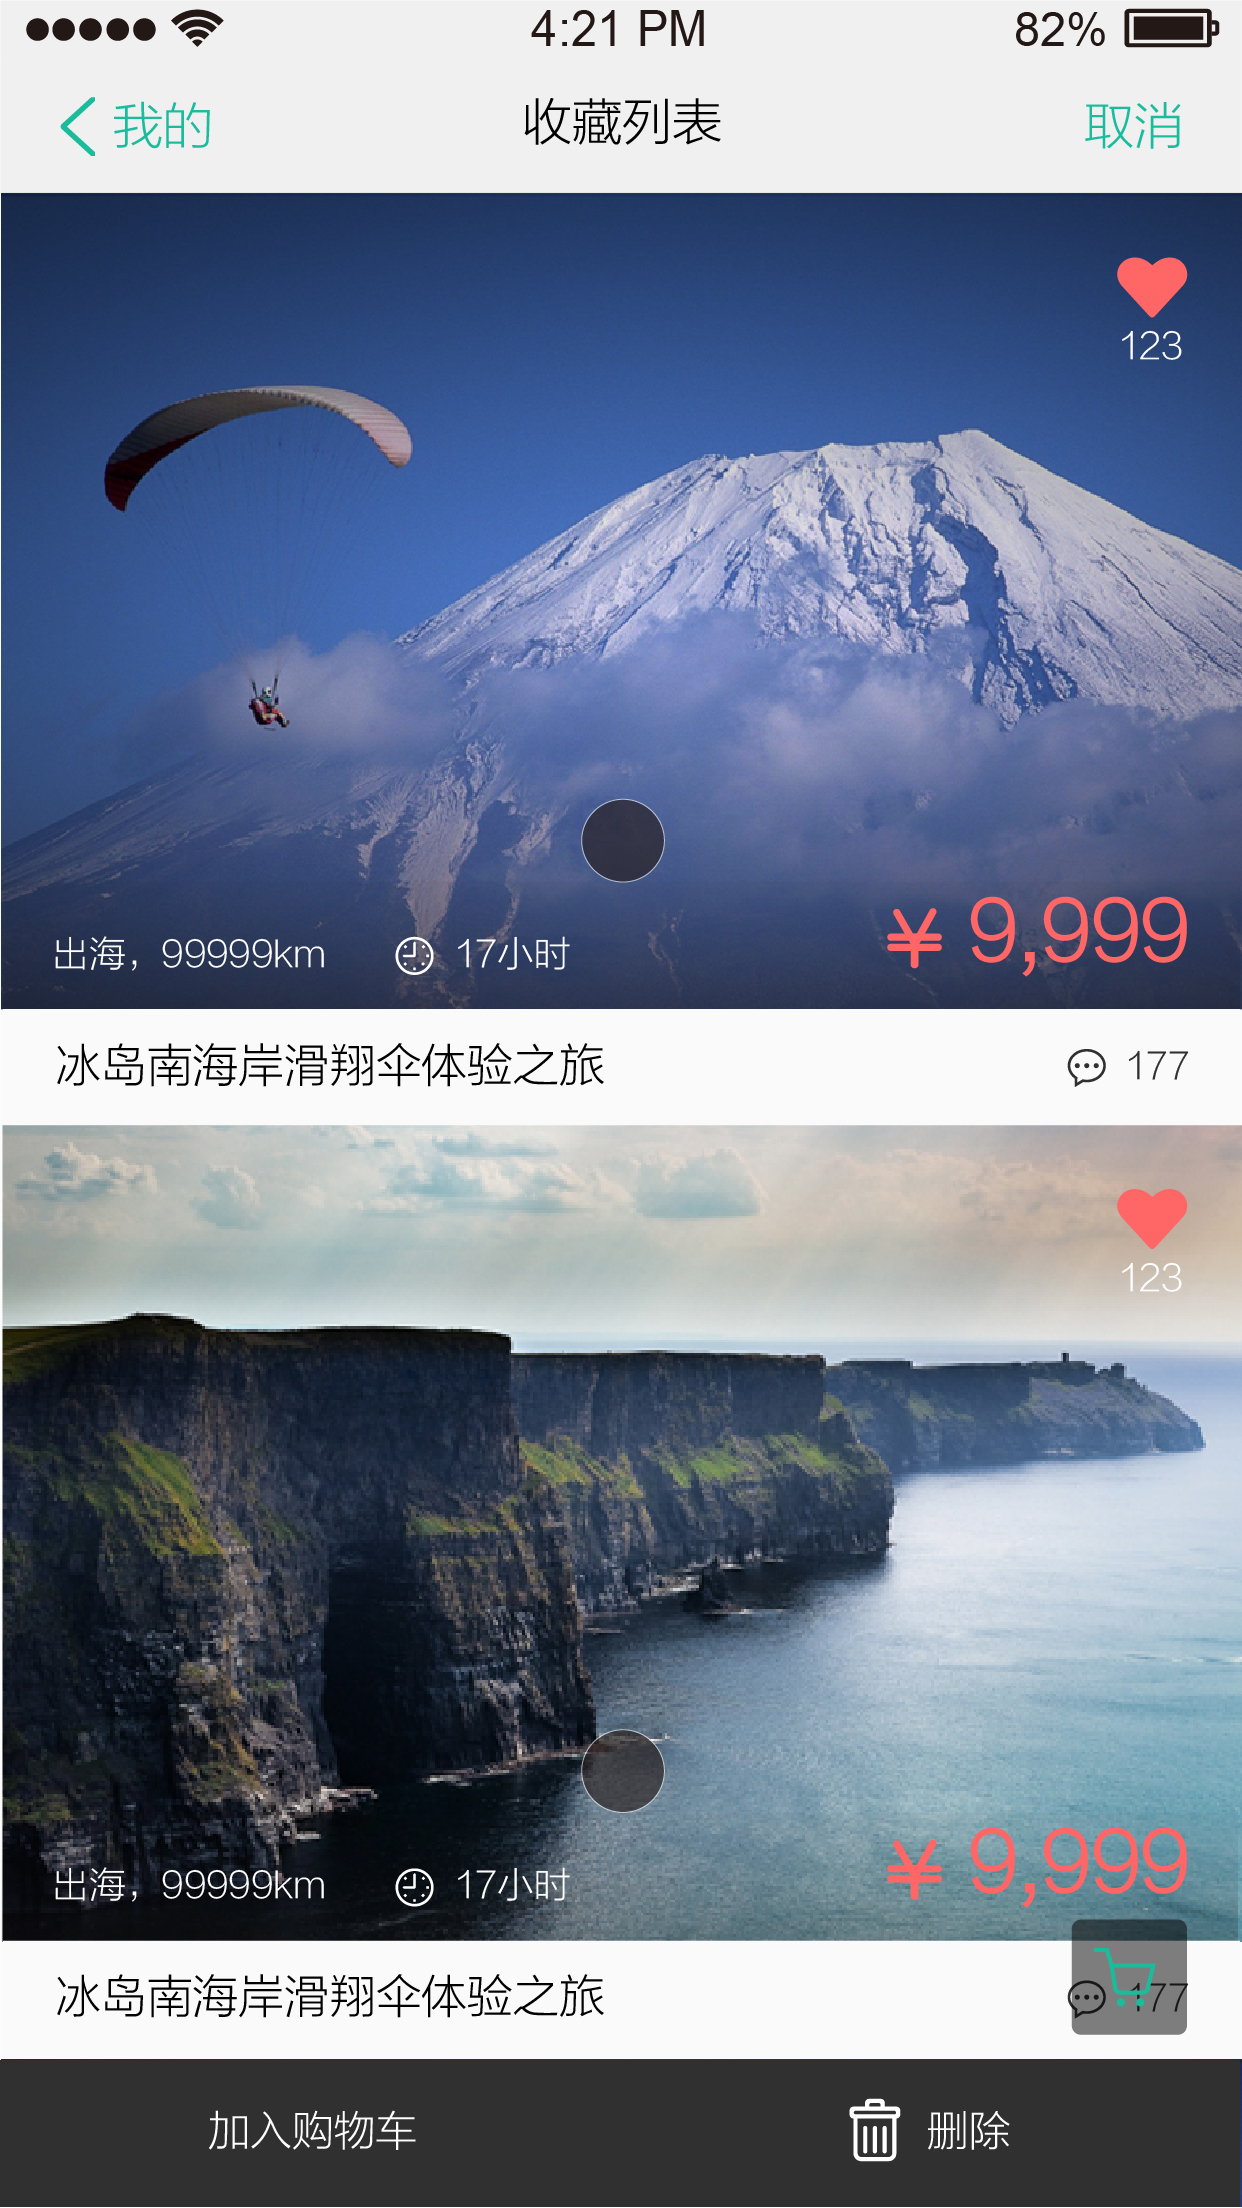 4:21 PM 82%
我的 收藏列表 取消
123
出海，99999km 17小时 ¥ 9,999
冰岛南海岸滑翔伞体验之旅 177
123
出海，99999km 17小时 ¥ 9,999
冰岛南海岸滑翔伞体验之旅 177
加入购物车 删除